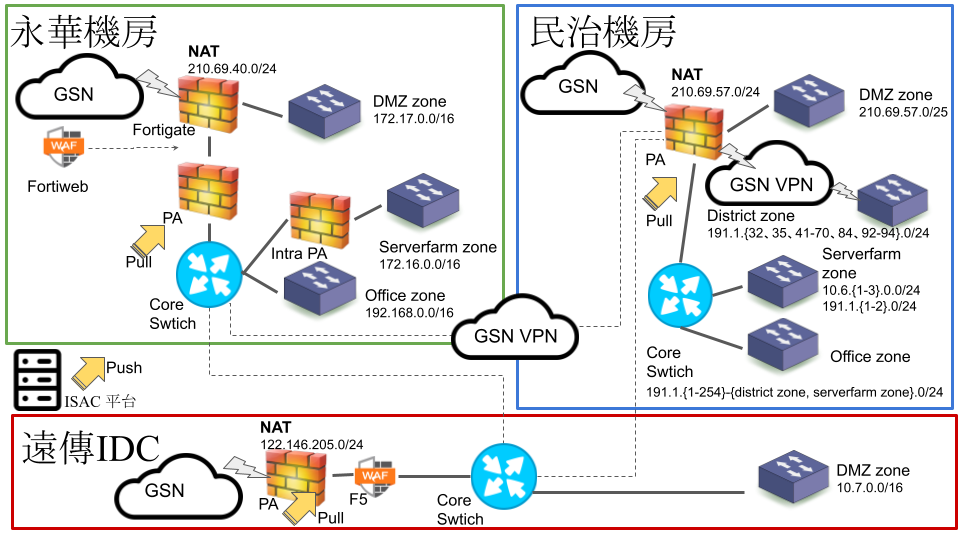 永華機房
NAT
210.69.40.0/24
GSN
Fortigate
WAF
Fortiweb
DMZ zone
172.17.0.0/16
PA
Pull
Intra PA
Serverfarm zone
172.16.0.0/16
Core
Swtich
Office zone
192.168.0.0/16
GSN VPN
民治機房
GSN
NAT
210.69.57.0/24
DMZ zone
210.69.57.0/25
PA
Pull
GSN VPN
District zone
191.1.{32、35、41-70、84、92-94}.0/24
Serverfarm
zone
10.6.{1-3}.0.0/24
191.1.{1-2}.0/24
Core
Swtich
Office zone
191.1.{1-254}-{district zone, serverfarm zone}.0/24
Push
ISAC 平台
遠傳IDC
NAT
122.146.205.0/24
GSN
PA
Pull
WAF
F5
Core
Swtich
DMZ zone
10.7.0.0/16